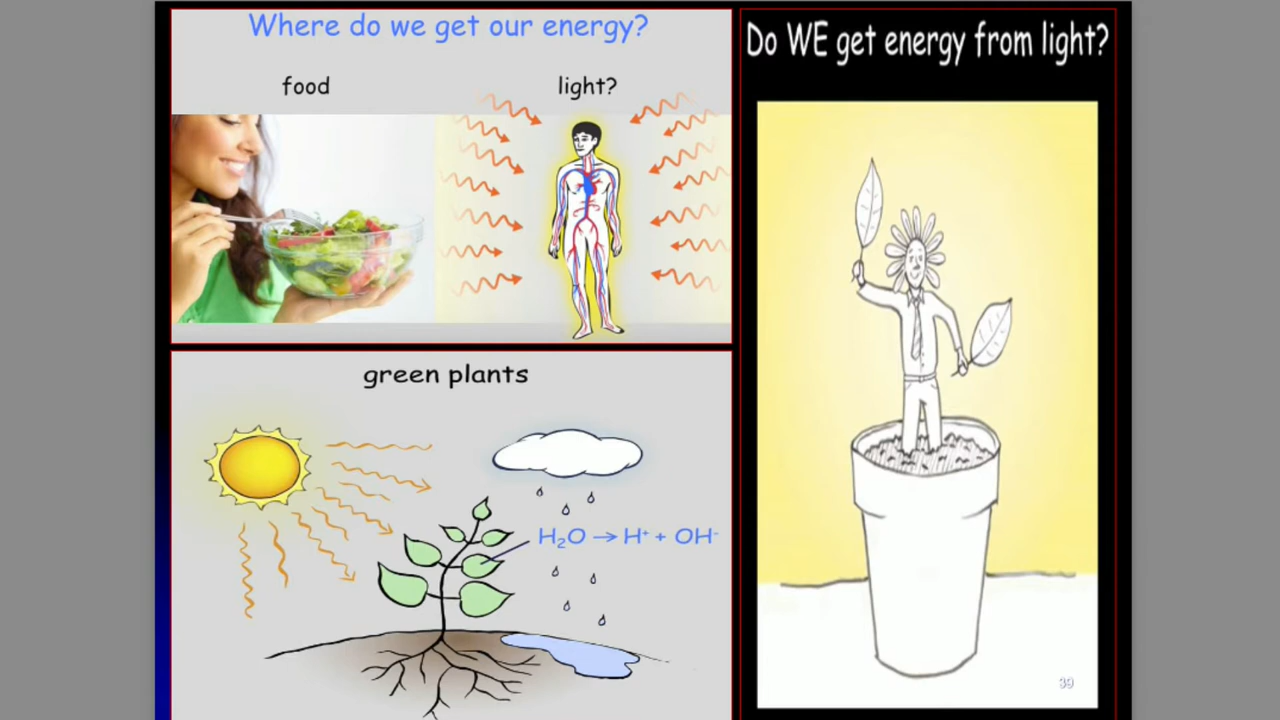 Where do we get our energy?
food
light?
green plants
H₂O → H⁺ + OH⁻
Do WE get energy from light?
39